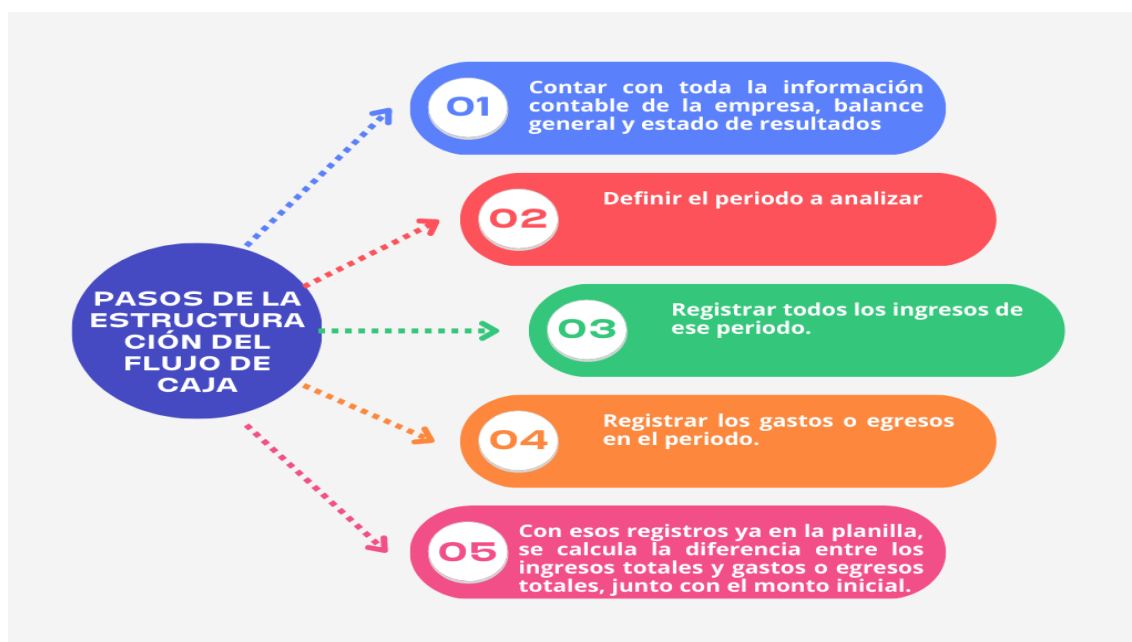 PASOS DE LA
ESTRUCTURA
CIÓN DEL
FLUJO DE
CAJA
01
Contar con toda la información
contable de la empresa, balance
general y estado de resultados
02
Definir el periodo a analizar
03
Registrar todos los ingresos de
ese periodo.
04
Registrar los gastos o egresos
en el periodo.
05
Con esos registros ya en la planilla,
se calcula la diferencia entre los
ingresos totales y gastos o egresos
totales, junto con el monto inicial.